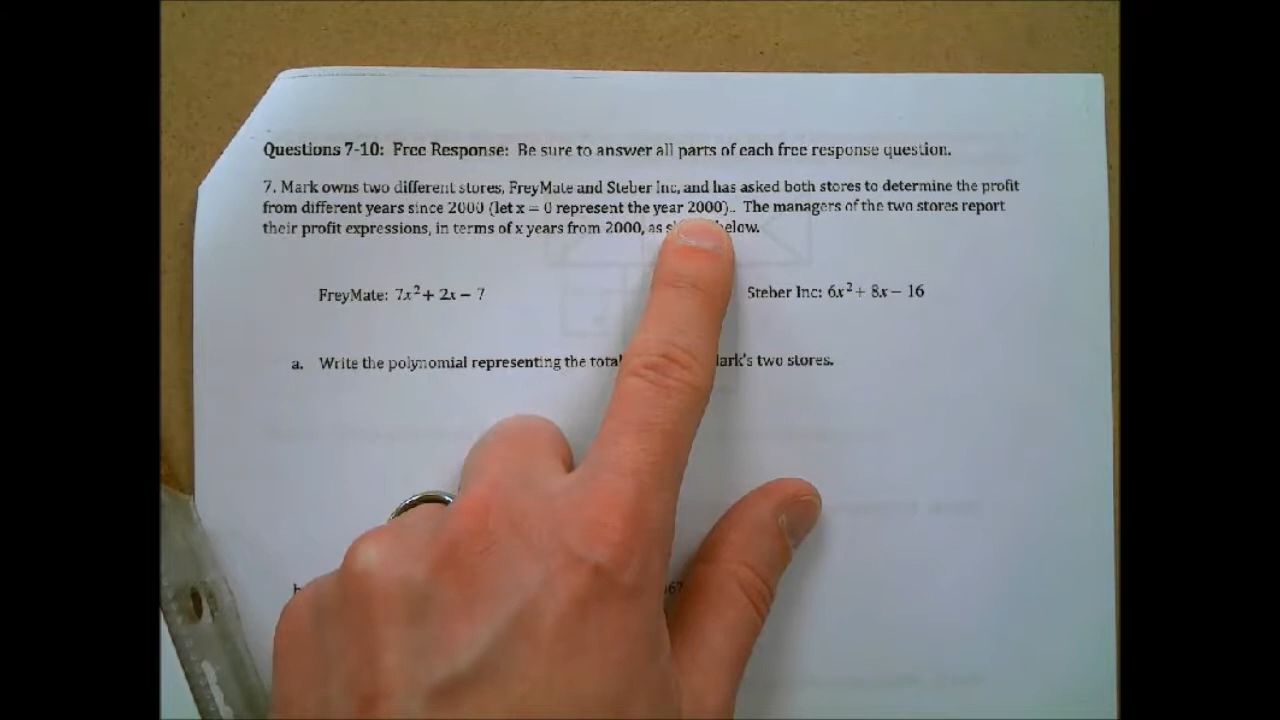 Questions 7-10: Free Response: Be sure to answer all parts of each free response question.
7. Mark owns two different stores, FreyMate and Steber Inc, and has asked both stores to determine the profit
from different years since 2000 (let x = 0 represent the year 2000).. The managers of the two stores report
their profit expressions, in terms of x years from 2000, as below.
FreyMate: 7x² + 2x – 7 Steber Inc: 6x² + 8x – 16
a. Write the polynomial representing the two stores.